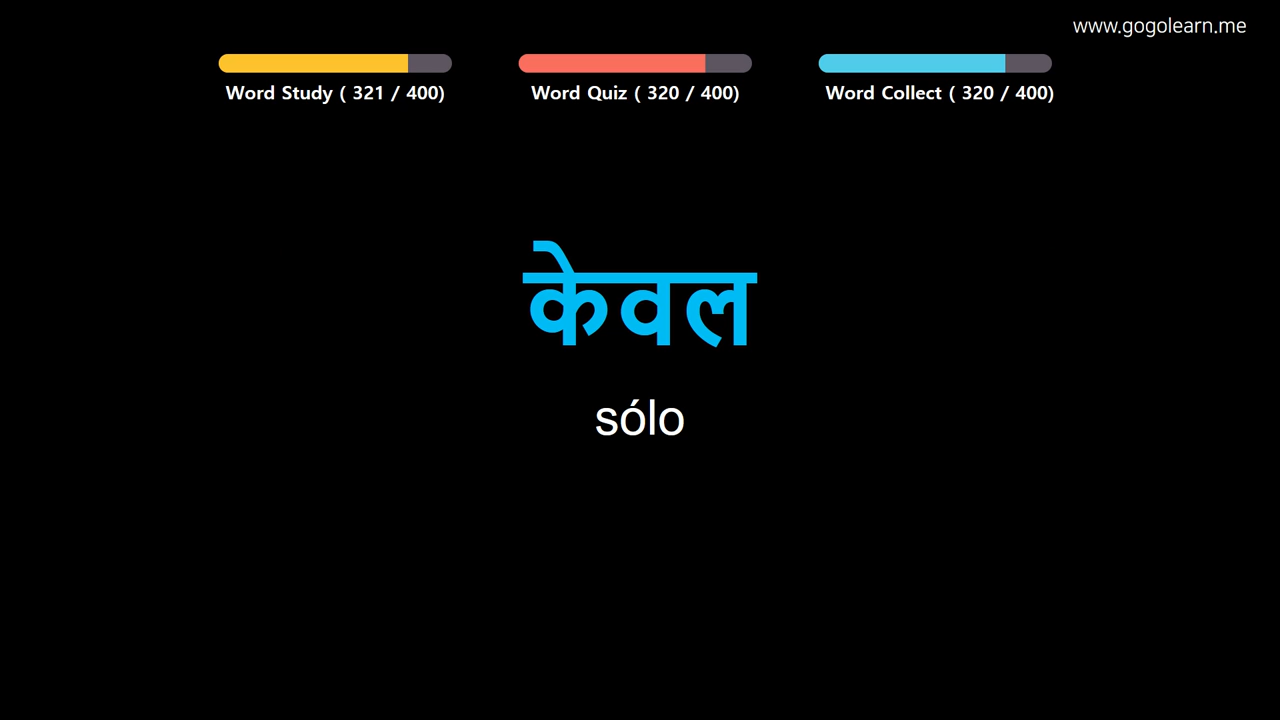 www.gogolearn.me
Word Study ( 321 / 400)
Word Quiz ( 320 / 400)
Word Collect ( 320 / 400)
केवल
sólo